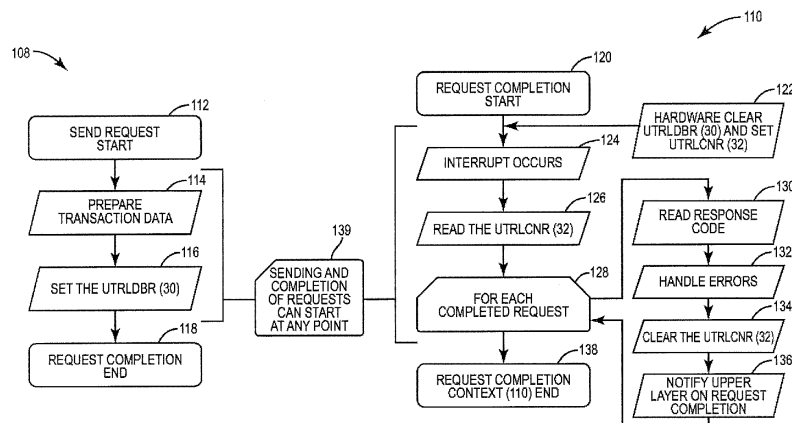 108
112
SEND REQUEST
START
114
PREPARE
TRANSACTION DATA
116
SET THE UTRLDBR (30)
118
REQUEST COMPLETION
END
139
SENDING AND
COMPLETION
OF REQUESTS
CAN START
AT ANY POINT
110
120
REQUEST COMPLETION
START
122
HARDWARE CLEAR
UTRLDBR (30) AND SET
UTRLCNR (32)
124
INTERRUPT OCCURS
126
READ THE UTRLCNR (32)
128
FOR EACH
COMPLETED REQUEST
130
READ RESPONSE
CODE
132
HANDLE ERRORS
134
CLEAR THE UTRLCNR (32)
136
NOTIFY UPPER
LAYER ON REQUEST
COMPLETION
138
REQUEST COMPLETION
CONTEXT (110) END